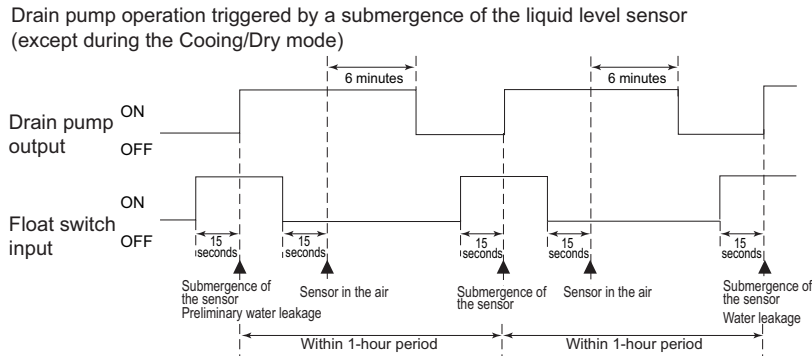 Drain pump operation triggered by a submergence of the liquid level sensor
(except during the Cooing/Dry mode)
6 minutes
6 minutes
Drain pump
output
ON
OFF
Float switch
input
ON
OFF
15
seconds
15
seconds
15
seconds
15
seconds
15
seconds
Submergence of
the sensor
Preliminary water leakage
Sensor in the air
Submergence of
the sensor
Sensor in the air
Submergence of
the sensor
Water leakage
Within 1-hour period
Within 1-hour period